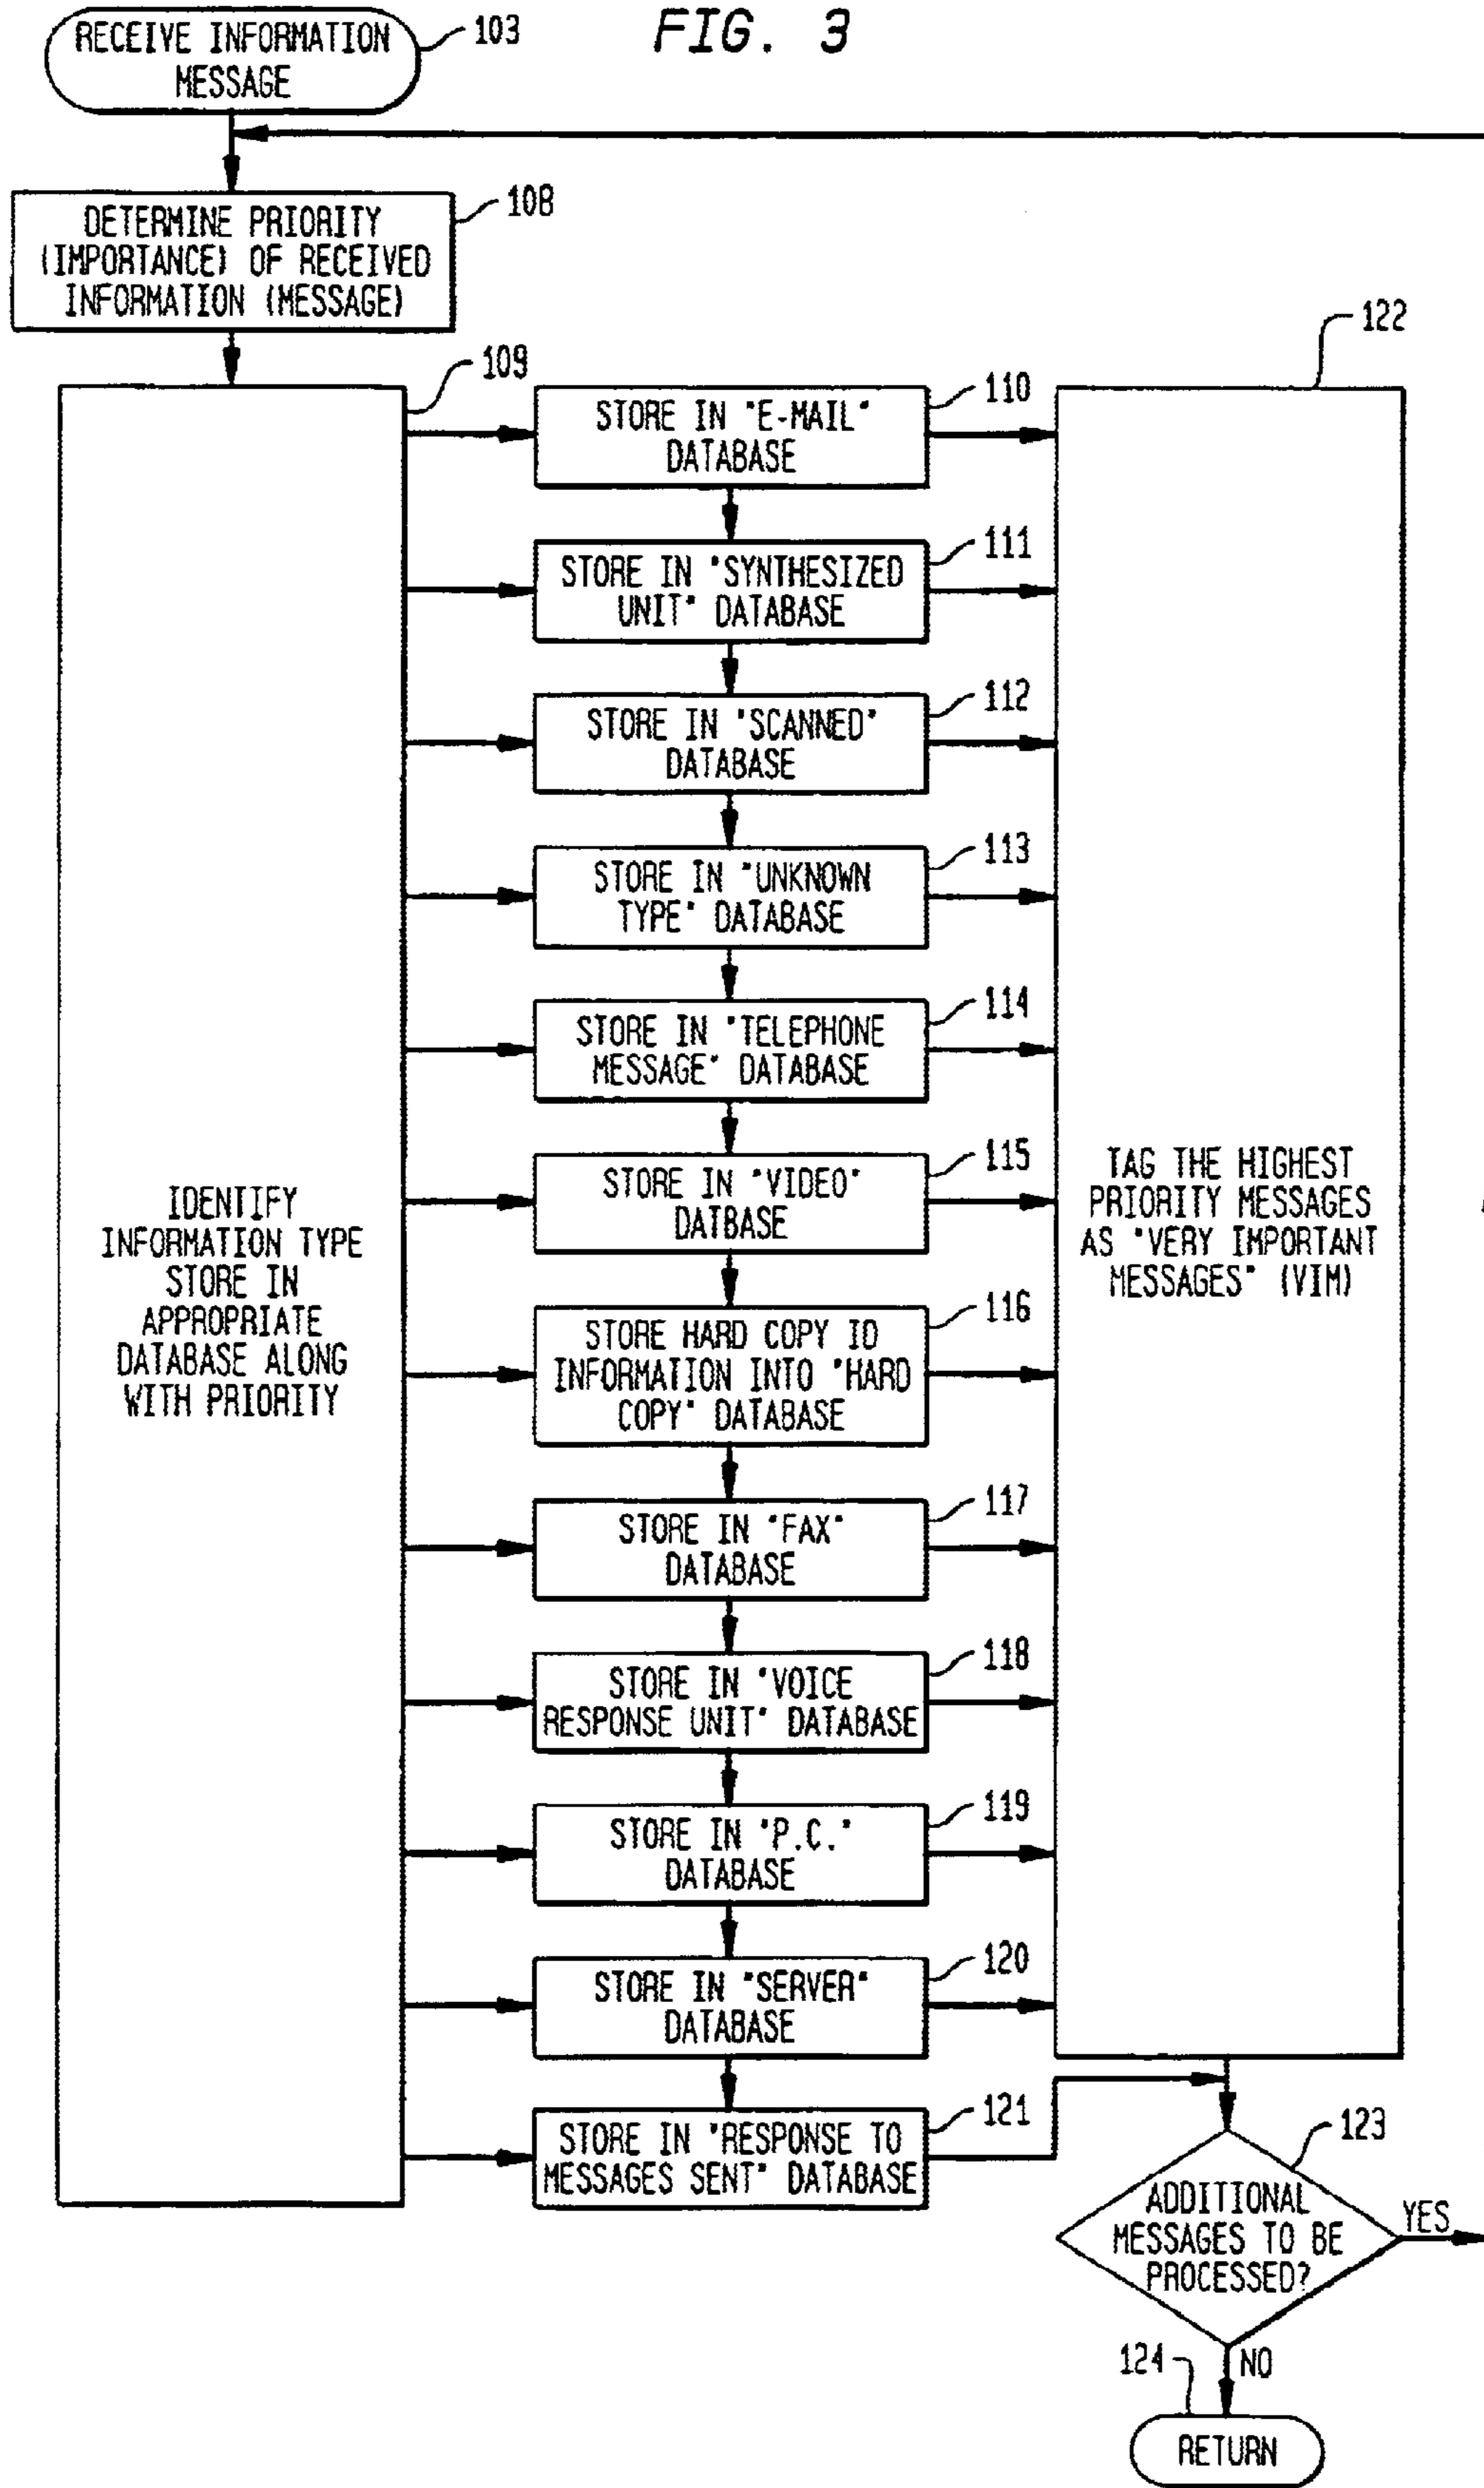 FIG. 3
RECEIVE INFORMATION
MESSAGE
103
DETERMINE PRIORITY
(IMPORTANCE) OF RECEIVED
INFORMATION (MESSAGE)
108
109
IDENTIFY
INFORMATION TYPE
STORE IN
APPROPRIATE
DATABASE ALONG
WITH PRIORITY
STORE IN "E-MAIL"
DATABASE
110
STORE IN "SYNTHESIZED
UNIT" DATABASE
111
STORE IN "SCANNED"
DATABASE
112
STORE IN "UNKNOWN
TYPE" DATABASE
113
STORE IN "TELEPHONE
MESSAGE" DATABASE
114
STORE IN "VIDEO"
DATBASE
115
STORE HARD COPY ID
INFORMATION INTO "HARD
COPY" DATABASE
116
STORE IN "FAX"
DATABASE
117
STORE IN "VOICE
RESPONSE UNIT" DATABASE
118
STORE IN "P.C."
DATABASE
119
STORE IN "SERVER"
DATABASE
120
STORE IN "RESPONSE TO
MESSAGES SENT" DATABASE
121
122
TAG THE HIGHEST
PRIORITY MESSAGES
AS "VERY IMPORTANT
MESSAGES" (VIM)
123
ADDITIONAL
MESSAGES TO BE
PROCESSED?
YES
NO
124
RETURN